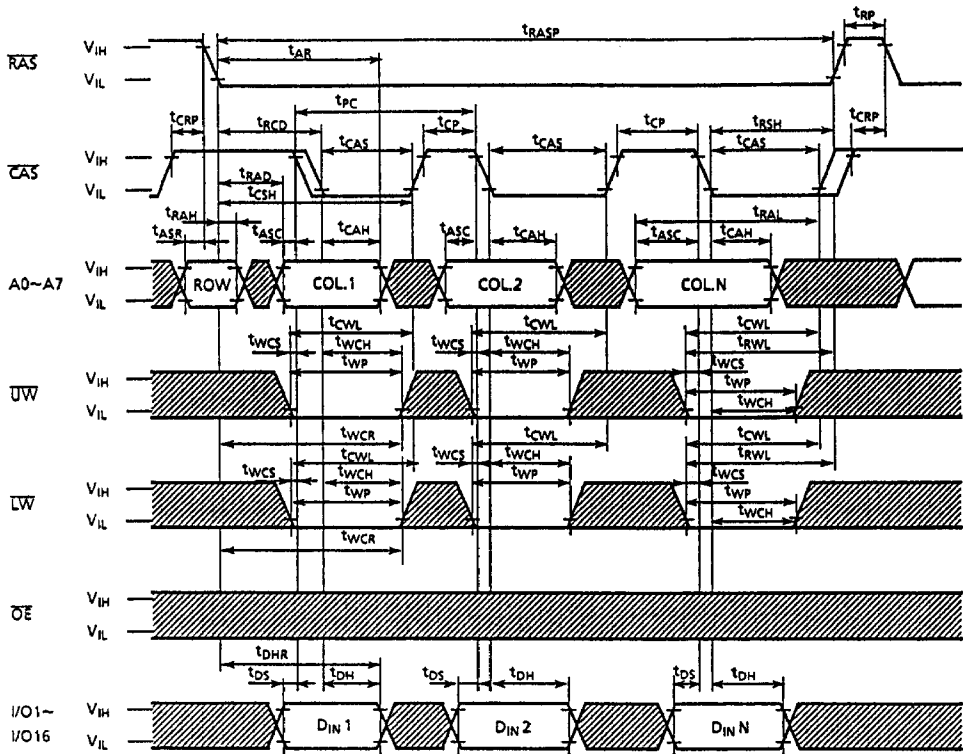 tRP
VIH
tRASP
RAS
tAR
VIL
tPC
tCRP
tRCD
tCP
tCP
tRSH
tCRP
VIH
tCAS
tCAS
tCAS
CAS
VIL
tRAD
tCSH
tRAH
tRAL
tASR
tASC
tCAH
tASC
tCAH
tASC
tCAH
A0~A7
VIH
ROW
COL.1
COL.2
COL.N
VIL
tCWL
tCWL
tCWL
tWCS
tWCH
tWCS
tWCH
tRWL
tWP
tWP
tWCS
tWP
UW
VIH
tWCH
VIL
tWCR
tCWL
tCWL
tCWL
tWCS
tWCH
tWCS
tWCH
tRWL
tWP
tWP
tWCS
tWP
LW
VIH
tWCH
VIL
tWCR
OE
VIH
VIL
tDHR
tDS
tDH
tDS
tDH
tDS
tDH
I/O1~
I/O16
VIH
DIN 1
DIN 2
DIN N
VIL